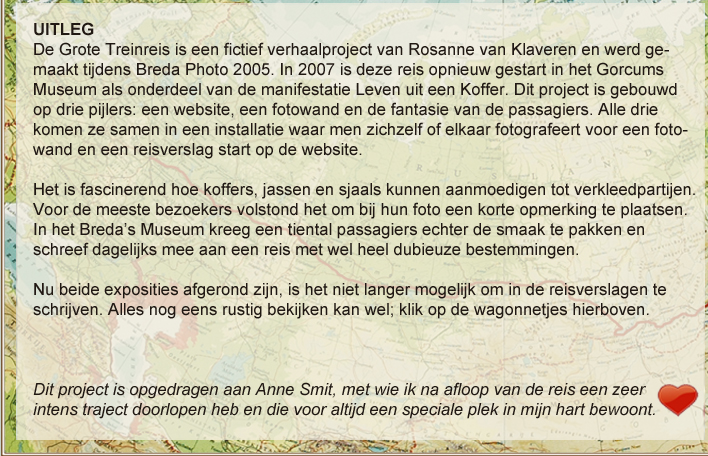 UITLEG
De Grote Treinreis is een fictief verhaalproject van Rosanne van Klaveren en werd ge-
maakt tijdens Breda Photo 2005. In 2007 is deze reis opnieuw gestart in het Gorcums
Museum als onderdeel van de manifestatie Leven uit een Koffer. Dit project is gebouwd
op drie pijlers: een website, een fotowand en de fantasie van de passagiers. Alle drie
komen ze samen in een installatie waar men zichzelf of elkaar fotografeert voor een foto-
wand en een reisverslag start op de website.
Het is fascinerend hoe koffers, jassen en sjaals kunnen aanmoedigen tot verkleedpartijen.
Voor de meeste bezoekers volstond het om bij hun foto een korte opmerking te plaatsen.
In het Breda's Museum kreeg een tiental passagiers echter de smaak te pakken en
schreef dagelijks mee aan een reis met wel heel dubieuze bestemmingen.
Nu beide exposities afgerond zijn, is het niet langer mogelijk om in de reisverslagen te
schrijven. Alles nog eens rustig bekijken kan wel; klik op de wagonnetjes hierboven.
Dit project is opgedragen aan Anne Smit, met wie ik na afloop van de reis een zeer
intens traject doorlopen heb en die voor altijd een speciale plek in mijn hart bewoont.